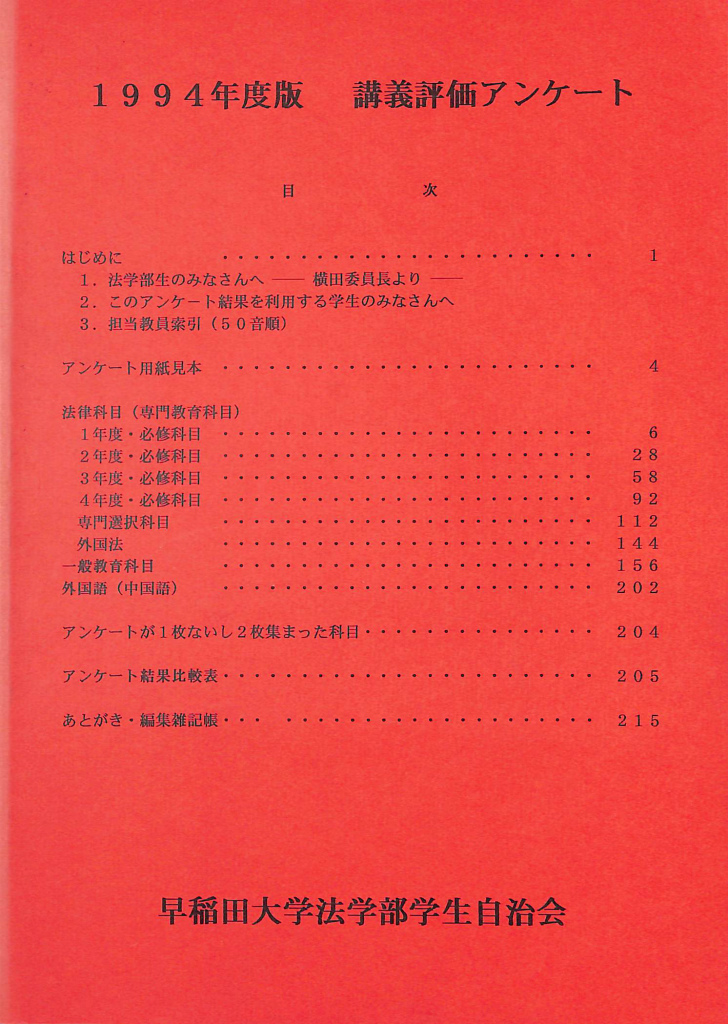 1994年度版　講義評価アンケート
目　次
はじめに ・・・・・・・・・・・・・・・・・・・・・・・・ 1
1．法学部生のみなさんへ ―― 横田委員長より ――
2．このアンケート結果を利用する学生のみなさんへ
3．担当教員索引（50音順）
アンケート用紙見本 ・・・・・・・・・・・・・・・・・・・・・・・・ 4
法律科目（専門教育科目）
1年度・必修科目 ・・・・・・・・・・・・・・・・・・・・・・・・ 6
2年度・必修科目 ・・・・・・・・・・・・・・・・・・・・・・・・ 28
3年度・必修科目 ・・・・・・・・・・・・・・・・・・・・・・・・ 58
4年度・必修科目 ・・・・・・・・・・・・・・・・・・・・・・・・ 92
専門選択科目 ・・・・・・・・・・・・・・・・・・・・・・・・ 112
外国法 ・・・・・・・・・・・・・・・・・・・・・・・・ 144
一般教育科目 ・・・・・・・・・・・・・・・・・・・・・・・・ 156
外国語（中国語） ・・・・・・・・・・・・・・・・・・・・・・・・ 202
アンケートが1枚ないし2枚集まった科目・・・・・・・・・・・・・・・ 204
アンケート結果比較表・・・・・・・・・・・・・・・・・・・・・・・・ 205
あとがき・編集雑記帳・・・ ・・・・・・・・・・・・・・・・・・・・ 215
早稲田大学法学部学生自治会